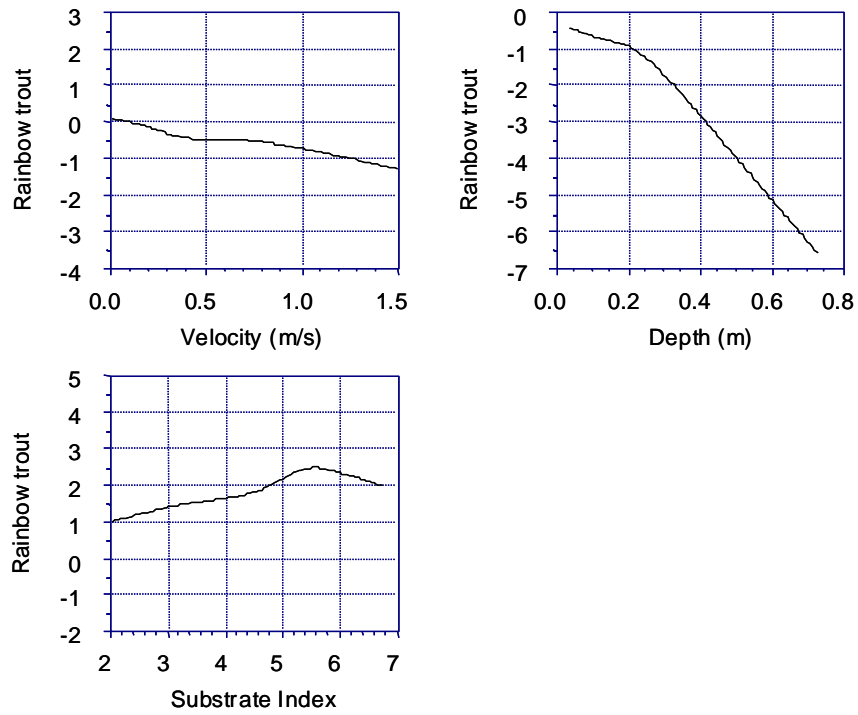 3
2
1
0
-1
-2
-3
-4
Rainbow trout
0.0 0.5 1.0 1.5
Velocity (m/s)
0
-1
-2
-3
-4
-5
-6
-7
Rainbow trout
0.0 0.2 0.4 0.6 0.8
Depth (m)
5
4
3
2
1
0
-1
-2
Rainbow trout
2 3 4 5 6 7
Substrate Index